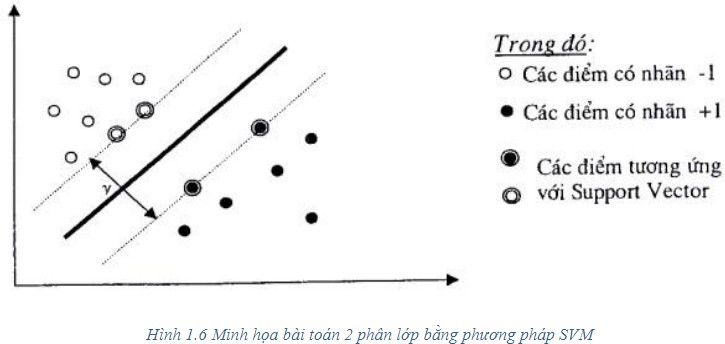 Trong đó:
Các điểm có nhãn -1
Các điểm có nhãn +1
Các điểm tương ứng
với Support Vector
γ
Hình 1.6 Minh họa bài toán 2 phân lớp bằng phương pháp SVM